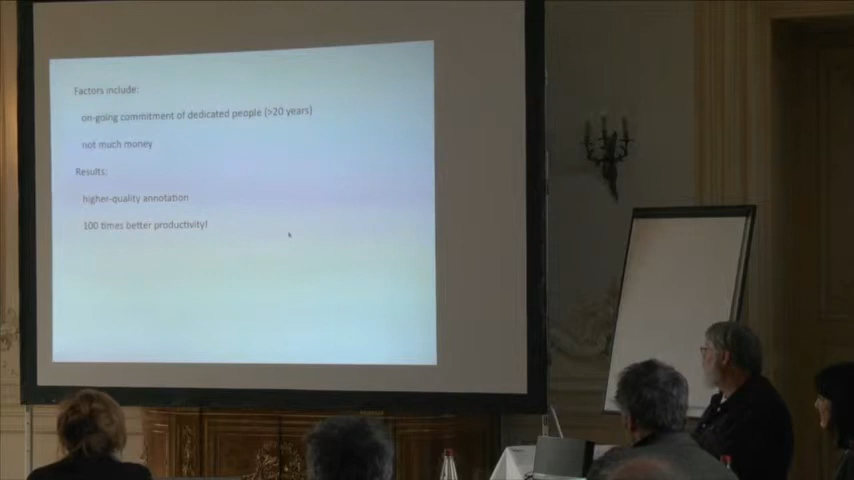 Factors include:
on-going commitment of dedicated people (>20 years)
not much money
Results:
higher-quality annotation
100 times better productivity!